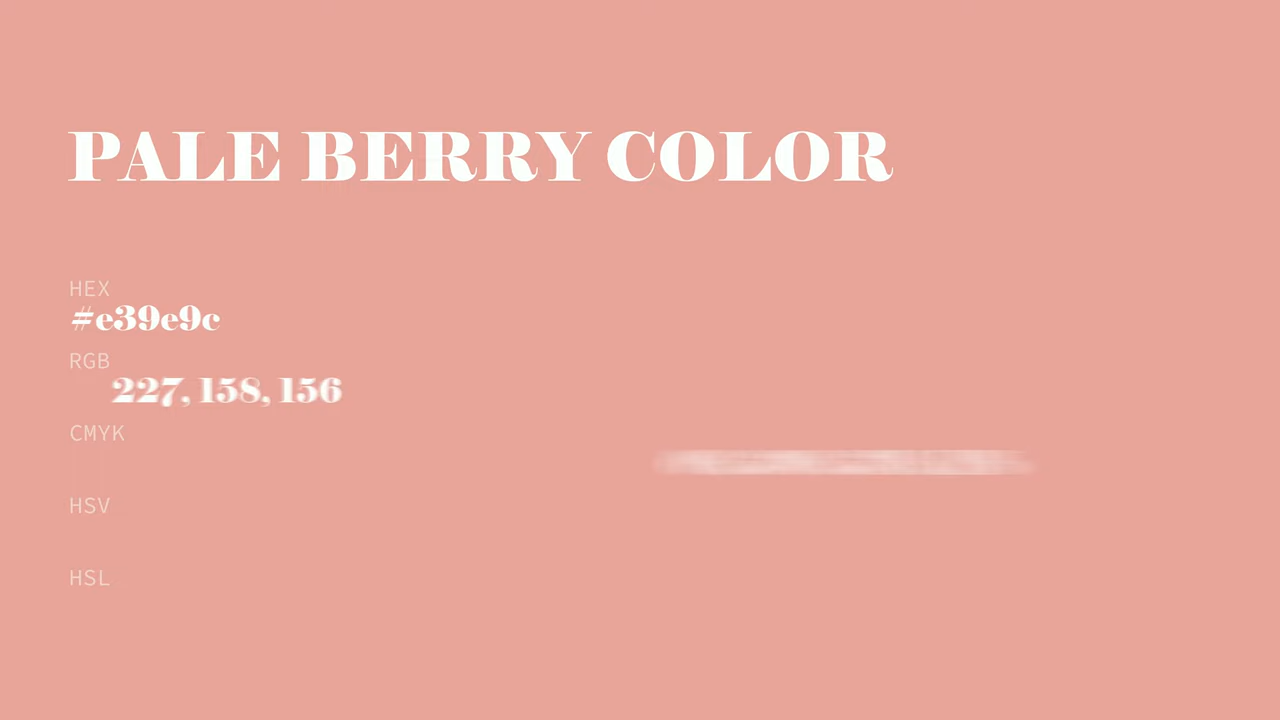 PALE BERRY COLOR
HEX
#e39e9c
RGB
227, 158, 156
CMYK
HSV
HSL